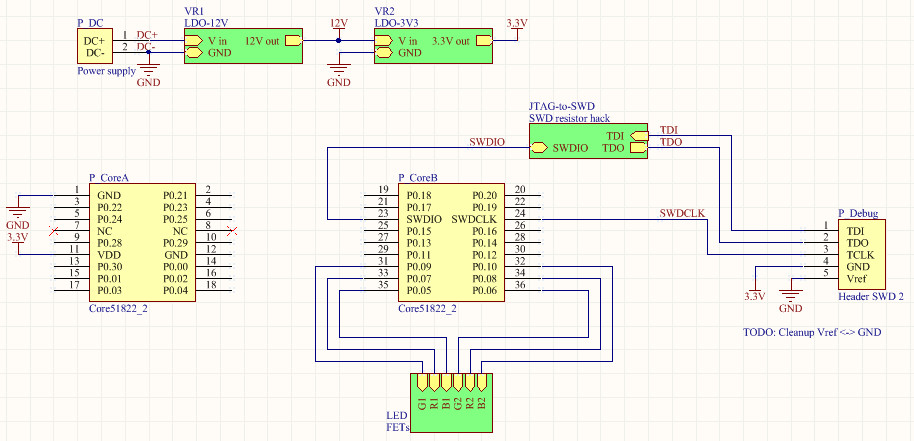 P_DC
DC+
DC-
1
2
DC+
DC-
Power supply
GND
VR1
LDO-12V
V in
GND
12V out
12V
GND
VR2
LDO-3V3
V in
GND
3.3V out
3.3V
JTAG-to-SWD
SWD resistor hack
TDI
TDO
SWDIO
SWDIO
TDI
TDO
P_CoreA
1 GND P0.21 2
3 P0.22 P0.23 4
5 P0.24 P0.25 6
7 NC NC 8
9 P0.28 P0.29 10
11 VDD GND 12
13 P0.30 P0.00 14
15 P0.01 P0.02 16
17 P0.03 P0.04 18
Core51822_2
GND
3.3V
P_CoreB
19 P0.18 P0.20 20
21 P0.17 P0.19 22
23 SWDIO SWDCLK 24
25 P0.15 P0.16 26
27 P0.13 P0.14 28
29 P0.11 P0.12 30
31 P0.09 P0.10 32
33 P0.07 P0.08 34
35 P0.05 P0.06 36
Core51822_2
SWDCLK
P_Debug
1 TDI
2 TDO
3 TCLK
4 GND
5 Vref
Header SWD 2
3.3V
GND
TODO: Cleanup Vref <-> GND
G1
R1
B1
G2
R2
B2
LED
FETs